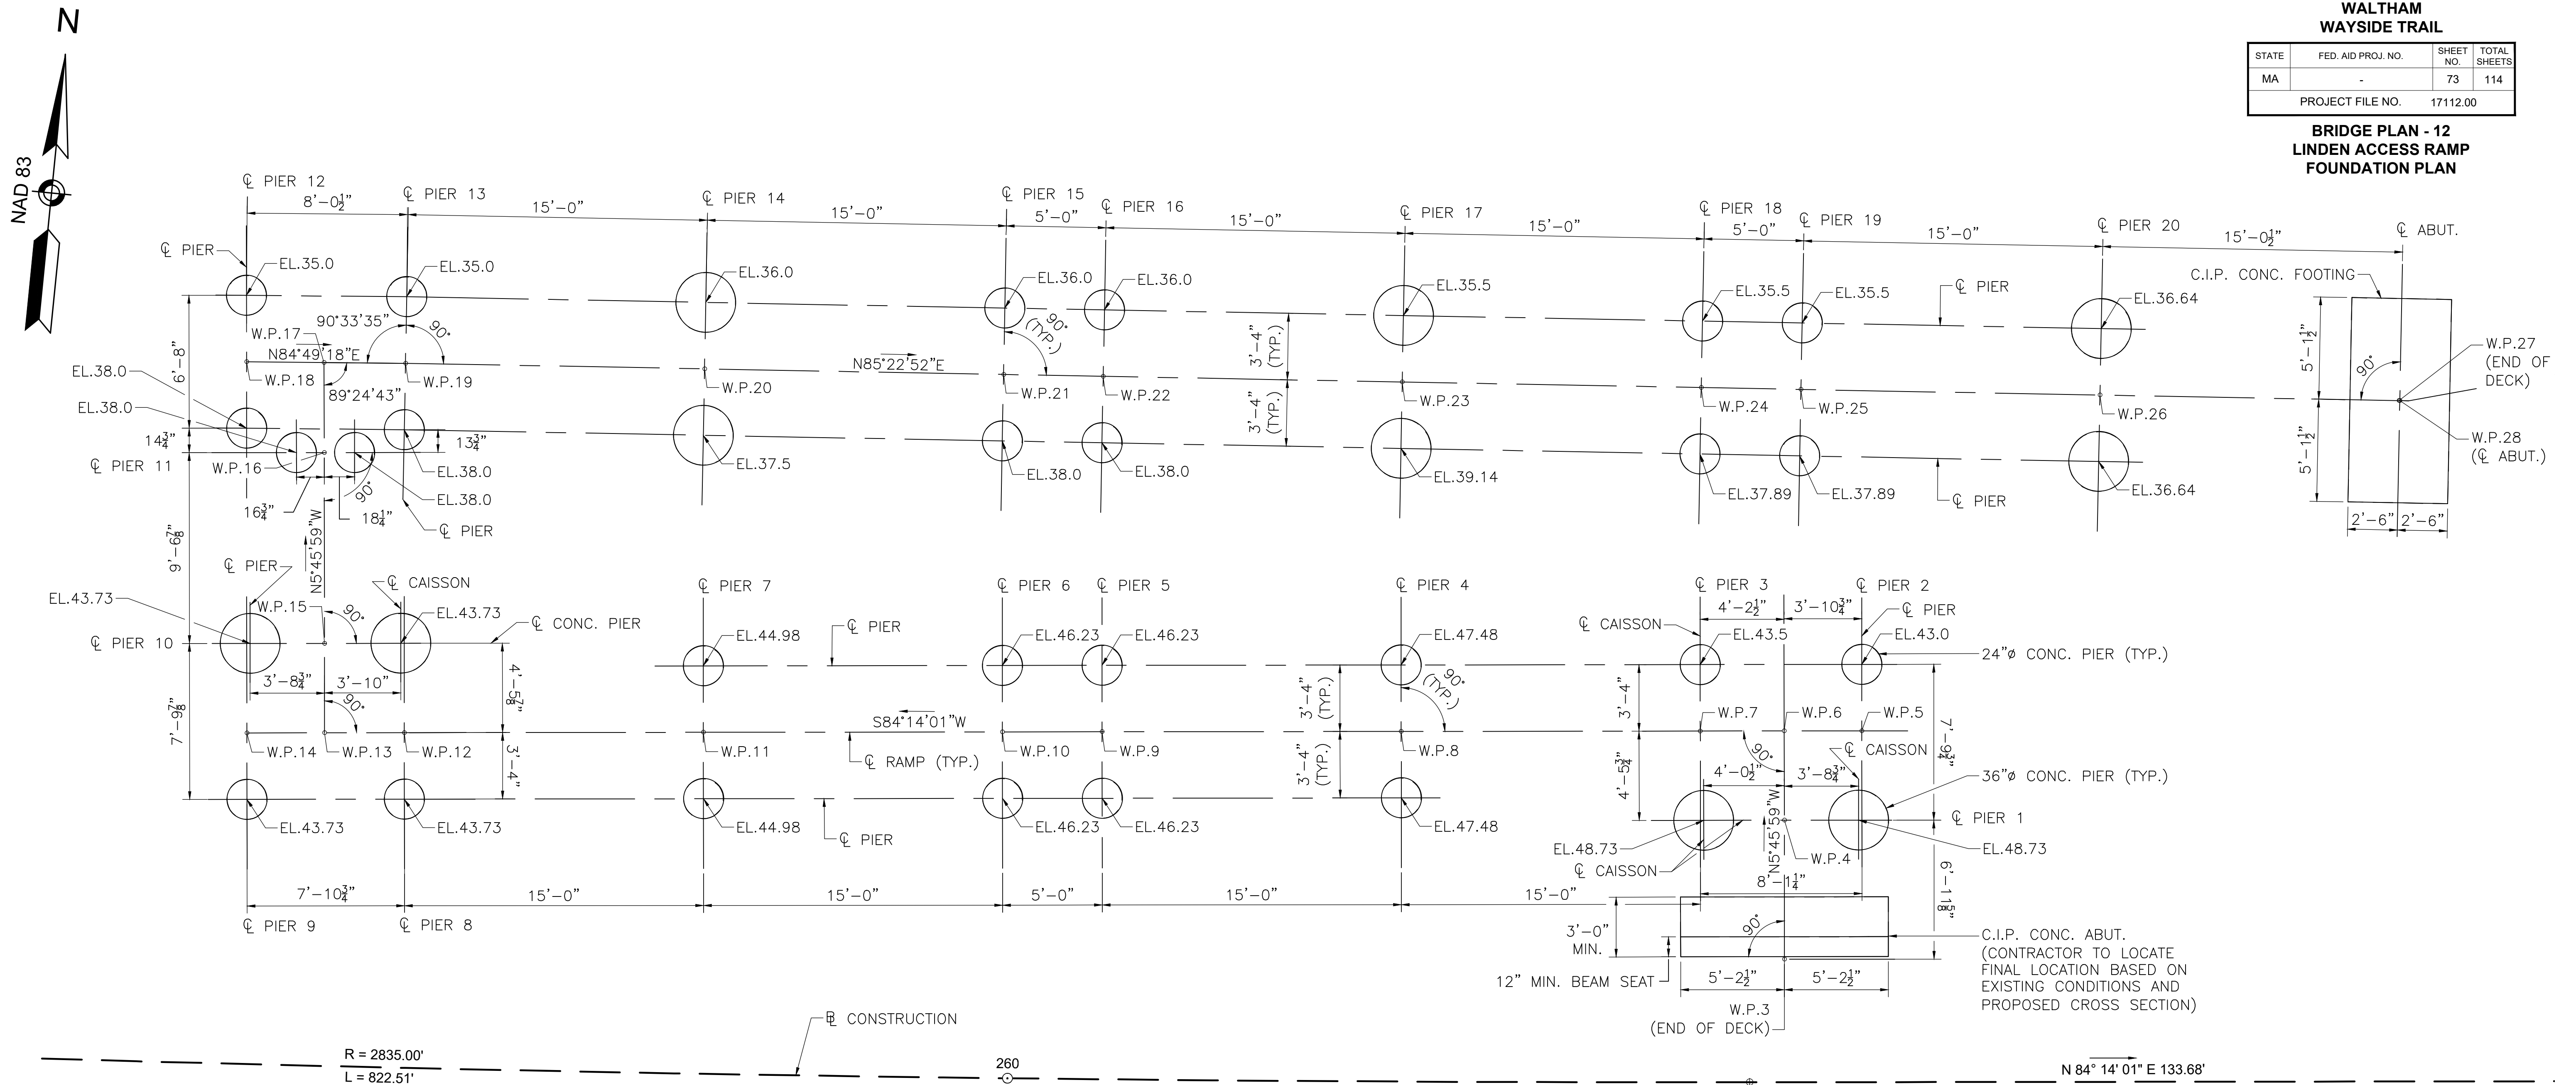 N
NAD 83
WALTHAM
WAYSIDE TRAIL
STATE FED. AID PROJ. NO. SHEET NO. TOTAL SHEETS
MA - 73 114
PROJECT FILE NO. 17112.00
BRIDGE PLAN - 12
LINDEN ACCESS RAMP
FOUNDATION PLAN
℄ PIER 12
℄ PIER 13
℄ PIER 14
℄ PIER 15
℄ PIER 16
℄ PIER 17
℄ PIER 18
℄ PIER 19
℄ PIER 20
℄ ABUT.
8'-0½"
15'-0"
15'-0"
5'-0"
15'-0"
15'-0"
5'-0"
15'-0"
15'-0½"
℄ PIER
EL.35.0
EL.35.0
EL.36.0
EL.36.0
EL.36.0
EL.35.5
EL.35.5
EL.35.5
℄ PIER
EL.36.64
C.I.P. CONC. FOOTING
W.P.17
90°33'35"
90°
90°
(TYP.)
3'-4"
(TYP.)
5'-1½"
90°
W.P.27
(END OF
DECK)
6'-8"
N84°49'18"E
N85°22'52"E
EL.38.0
W.P.18
W.P.19
W.P.20
W.P.21
W.P.22
W.P.23
W.P.24
W.P.25
W.P.26
89°24'43"
EL.38.0
3'-4"
(TYP.)
14¾"
13¾"
5'-1½"
W.P.28
(℄ ABUT.)
℄ PIER 11
W.P.16
EL.38.0
EL.37.5
EL.38.0
EL.38.0
EL.39.14
EL.37.89
EL.37.89
℄ PIER
EL.36.64
90°
EL.38.0
16¾"
18¼"
℄ PIER
2'-6"
2'-6"
9'-6⅞"
N5°45'59"W
℄ PIER
℄ CAISSON
℄ PIER 7
℄ PIER 6
℄ PIER 5
℄ PIER 4
℄ PIER 3
℄ PIER 2
EL.43.73
W.P.15
90°
EL.43.73
℄ CONC. PIER
℄ PIER
4'-2½"
3'-10¾"
℄ PIER
℄ CAISSON
EL.44.98
EL.46.23
EL.46.23
EL.47.48
EL.43.5
EL.43.0
℄ PIER 10
24"ø CONC. PIER (TYP.)
3'-8¾"
3'-10"
4'-5⅞"
90°
7'-9⅞"
3'-4"
(TYP.)
90°
(TYP.)
3'-4"
W.P.7
W.P.6
W.P.5
7'-9¾"
S84°14'01"W
W.P.14
W.P.13
W.P.12
W.P.11
W.P.10
W.P.9
W.P.8
3'-4"
℄ RAMP (TYP.)
3'-4"
(TYP.)
90°
℄ CAISSON
4'-5¾"
4'-0½"
3'-8¾"
36"ø CONC. PIER (TYP.)
EL.43.73
EL.43.73
EL.44.98
℄ PIER
EL.46.23
EL.46.23
EL.47.48
℄ PIER 1
N5°45'59"W
EL.48.73
EL.48.73
W.P.4
℄ CAISSON
8'-1¼"
6'-11⅝"
7'-10¾"
15'-0"
15'-0"
5'-0"
15'-0"
15'-0"
℄ PIER 9
℄ PIER 8
3'-0"
MIN.
90°
C.I.P. CONC. ABUT.
(CONTRACTOR TO LOCATE
FINAL LOCATION BASED ON
EXISTING CONDITIONS AND
PROPOSED CROSS SECTION)
12" MIN. BEAM SEAT
5'-2½"
5'-2½"
W.P.3
(END OF DECK)
BL CONSTRUCTION
R = 2835.00'
L = 822.51'
260
N 84° 14' 01" E 133.68'